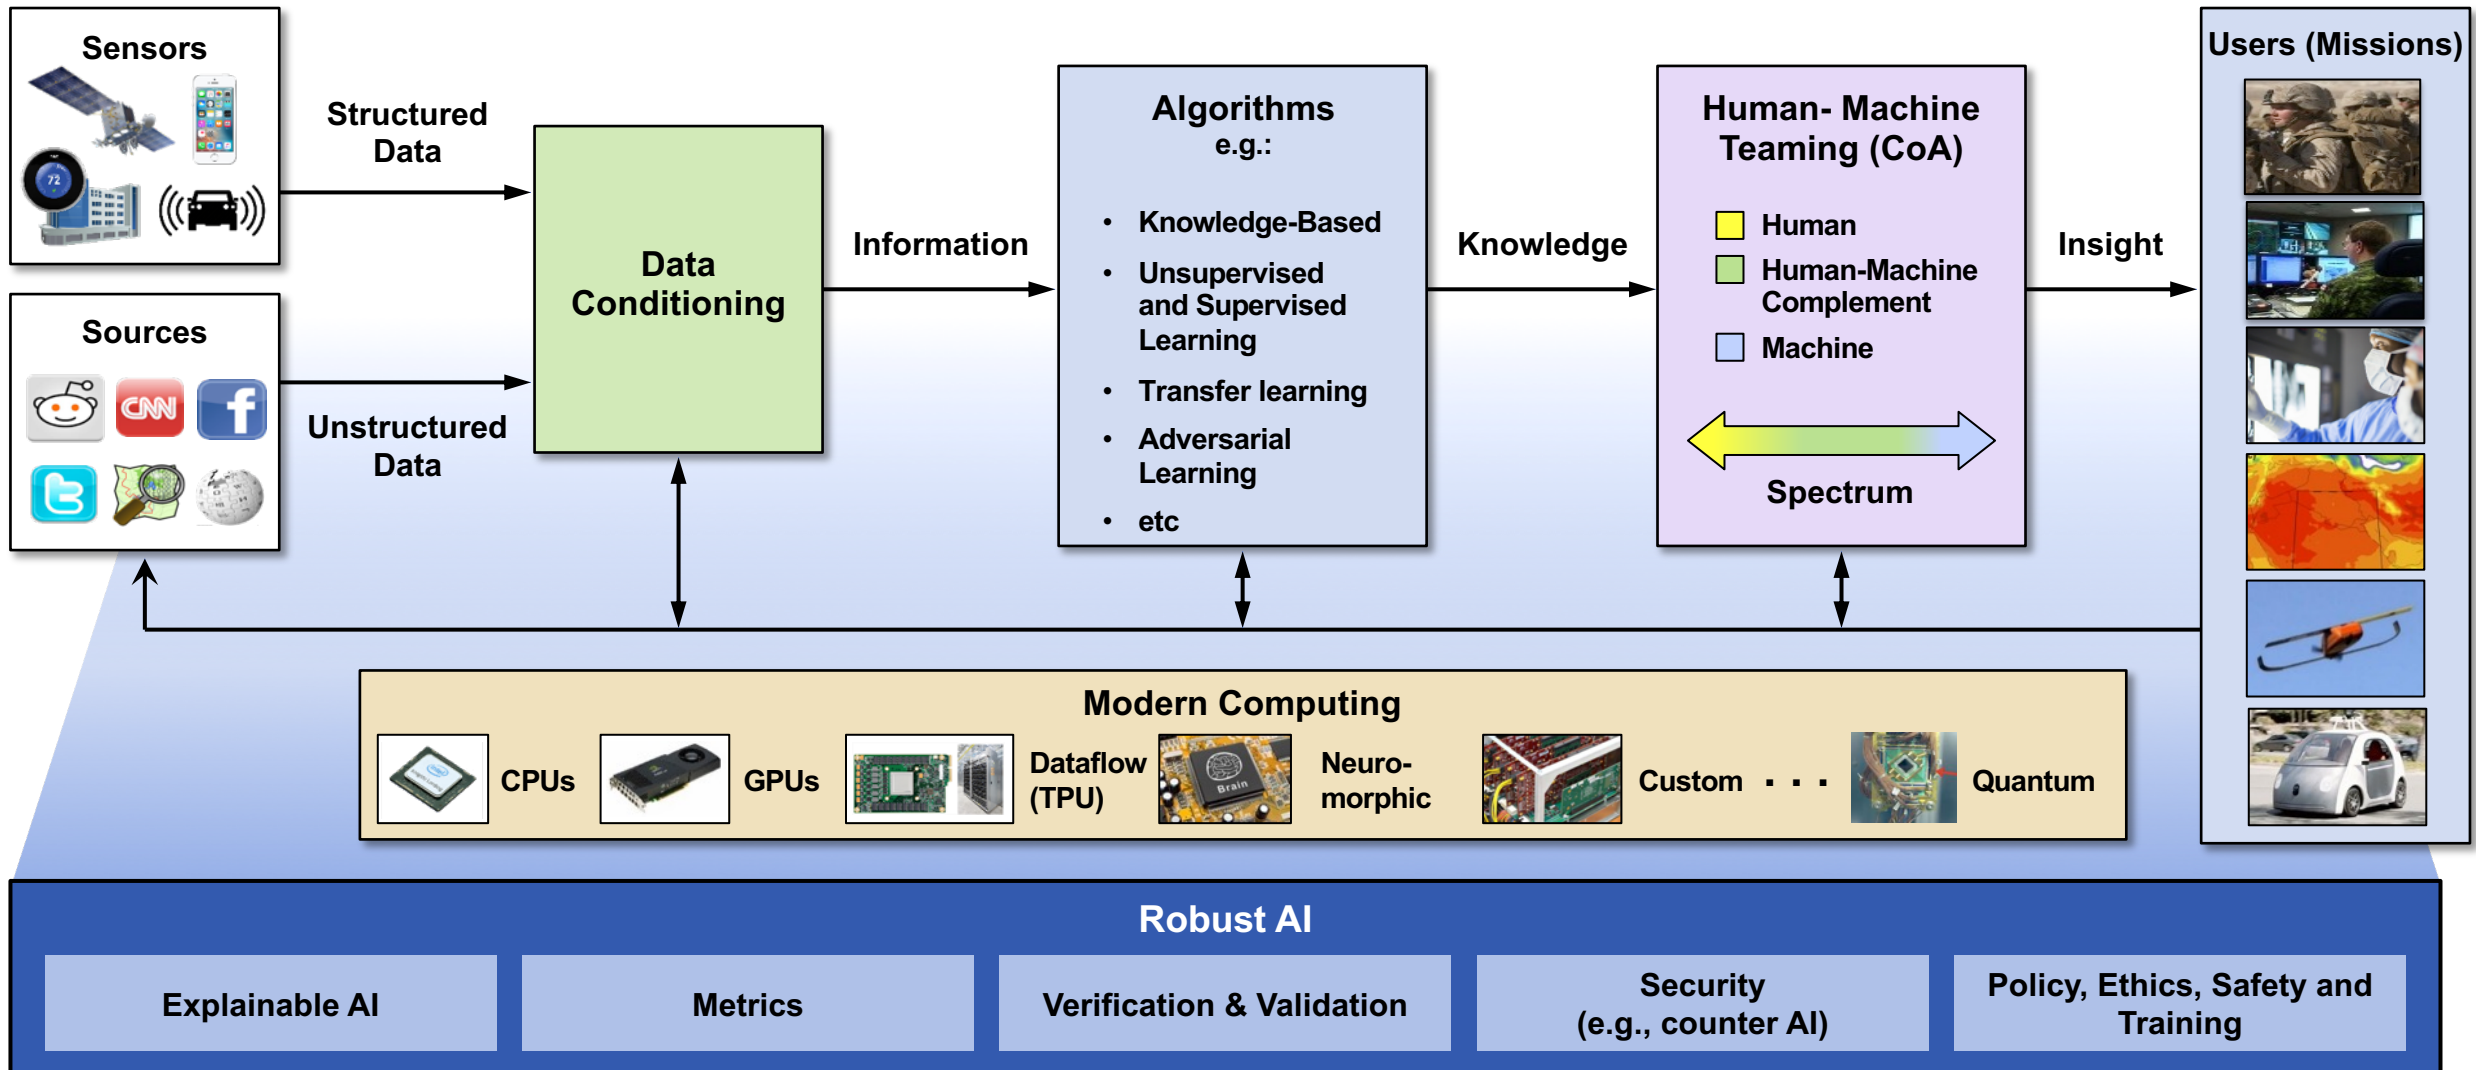 Sensors
72
Structured
Data
Sources
CNN
f
t
Unstructured
Data
Data
Conditioning
Information
Algorithms
e.g.:
• Knowledge-Based
• Unsupervised
and Supervised
Learning
• Transfer learning
• Adversarial
Learning
• etc
Knowledge
Human- Machine
Teaming (CoA)
Human
Human-Machine
Complement
Machine
Spectrum
Insight
Users (Missions)
Modern Computing
CPUs
GPUs
Dataflow
(TPU)
Brain
Neuro-
morphic
Custom
. . .
Quantum
Robust AI
Explainable AI
Metrics
Verification & Validation
Security
(e.g., counter AI)
Policy, Ethics, Safety and
Training